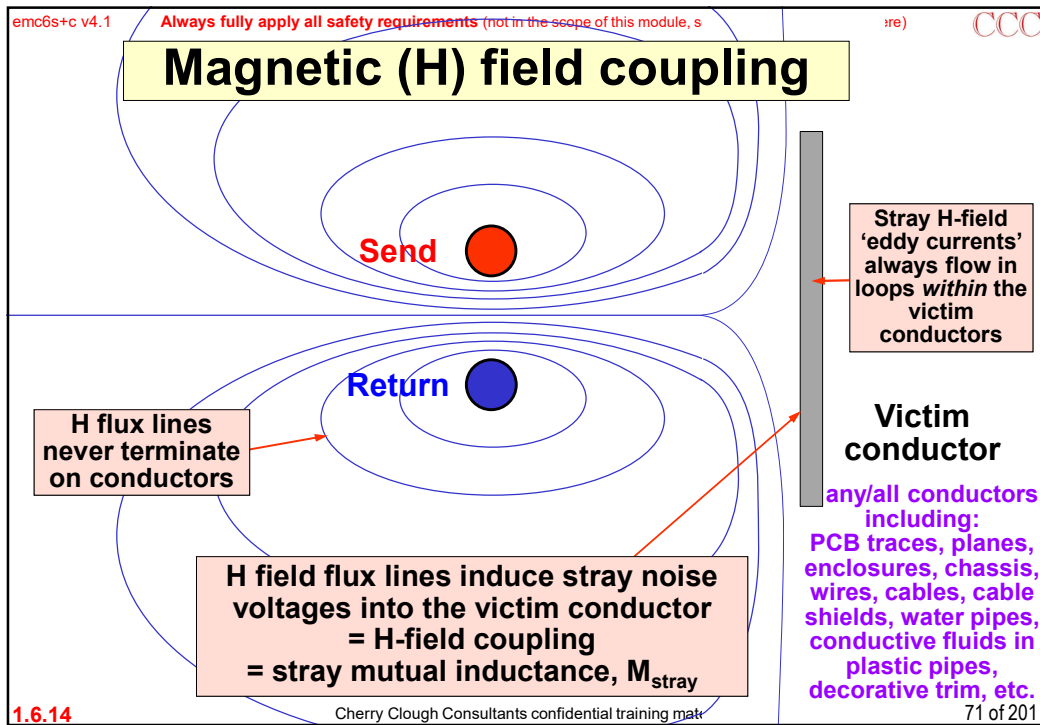 emc6s+c v4.1
Always fully apply all safety requirements (not in the scope of this module, s
ere)
CCC
Magnetic (H) field coupling
Send
Stray H-field
‘eddy currents’
always flow in
loops within the
victim
conductors
Return
H flux lines
never terminate
on conductors
Victim
conductor
any/all conductors
including:
PCB traces, planes,
enclosures, chassis,
wires, cables, cable
shields, water pipes,
conductive fluids in
plastic pipes,
decorative trim, etc.
H field flux lines induce stray noise
voltages into the victim conductor
= H-field coupling
= stray mutual inductance, Mstray
1.6.14
Cherry Clough Consultants confidential training mat
71 of 201